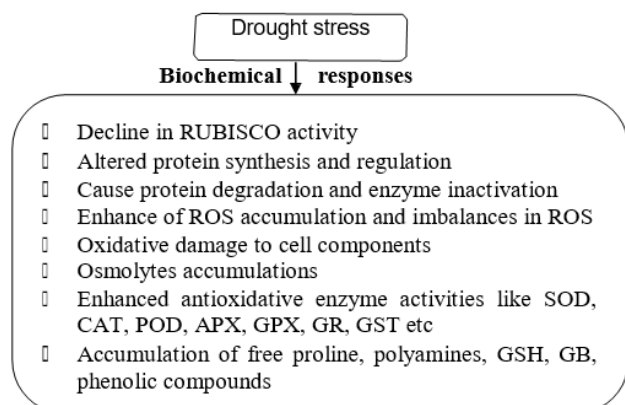 Drought stress
Biochemical responses
▯ Decline in RUBISCO activity
▯ Altered protein synthesis and regulation
▯ Cause protein degradation and enzyme inactivation
▯ Enhance of ROS accumulation and imbalances in ROS
▯ Oxidative damage to cell components
▯ Osmolytes accumulations
▯ Enhanced antioxidative enzyme activities like SOD,
CAT, POD, APX, GPX, GR, GST etc
▯ Accumulation of free proline, polyamines, GSH, GB,
phenolic compounds